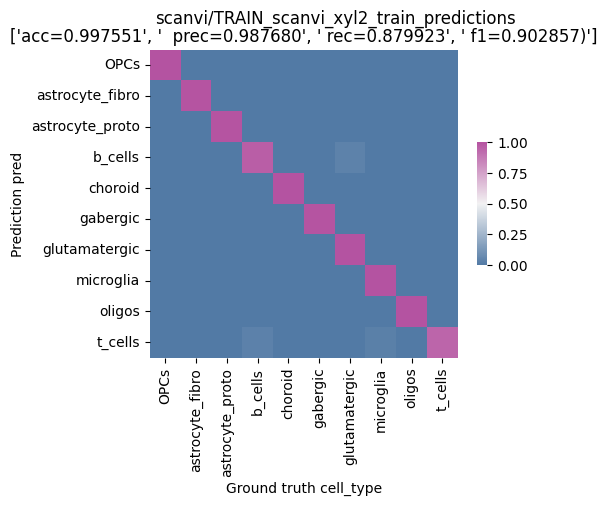 scanvi/TRAIN_scanvi_xyl2_train_predictions
['acc=0.997551', '  prec=0.987680', ' rec=0.879923', ' f1=0.902857)']
OPCs
astrocyte_fibro
astrocyte_proto
b_cells
choroid
gabergic
glutamatergic
microglia
oligos
t_cells
Prediction pred
1.00
0.75
0.50
0.25
0.00
OPCs
astrocyte_fibro
astrocyte_proto
b_cells
choroid
gabergic
glutamatergic
microglia
oligos
t_cells
Ground truth cell_type